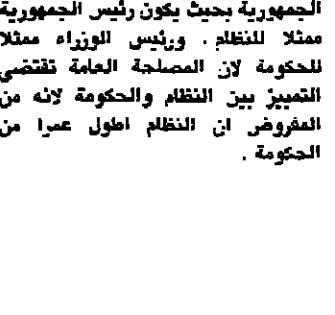 الجمهورية بحيث يكون رئيس الجمهورية
ممثلا للنظام . ورئيس الوزراء ممثلا
للحكومة لان المصلحة العامة تقتضي
التمييز بين النظام والحكومة لانه من
المفروض ان النظام اطول عمرا من
الحكومة .